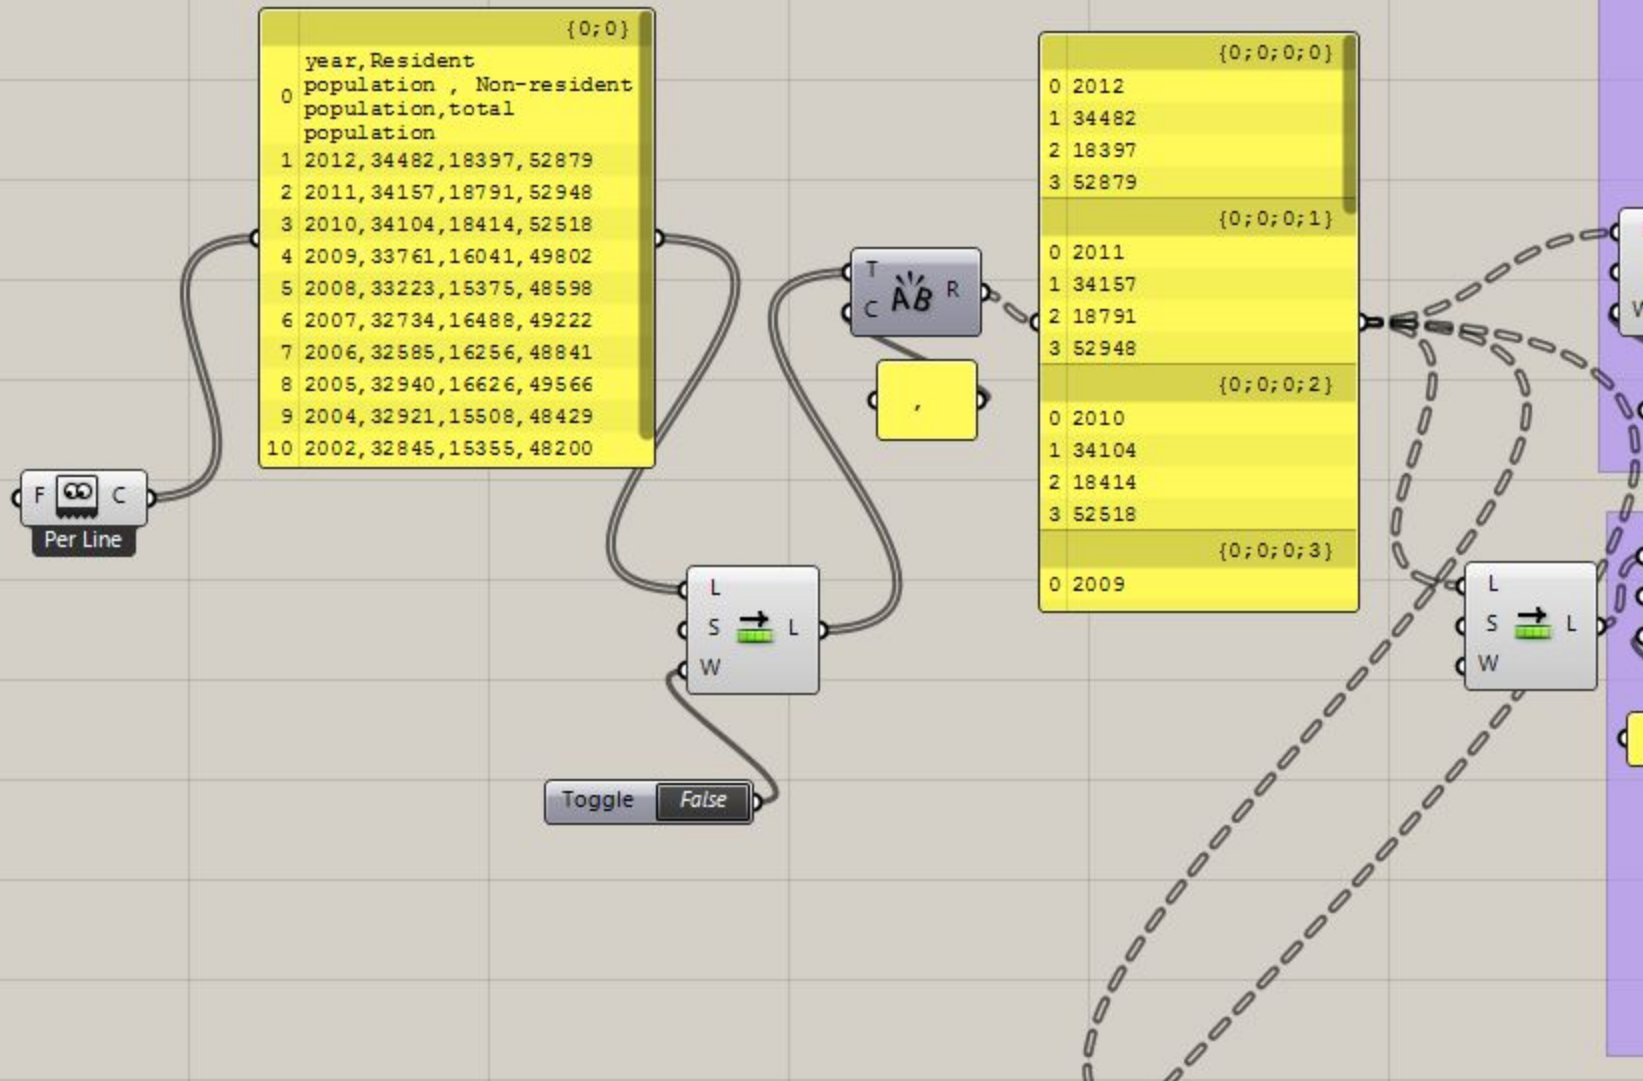 {0;0}
0 year,Resident
population , Non-resident
population,total
population
1 2012,34482,18397,52879
2 2011,34157,18791,52948
3 2010,34104,18414,52518
4 2009,33761,16041,49802
5 2008,33223,15375,48598
6 2007,32734,16488,49222
7 2006,32585,16256,48841
8 2005,32940,16626,49566
9 2004,32921,15508,48429
10 2002,32845,15355,48200
F C
Per Line
L
S L
W
Toggle False
T
C AB R
,
{0;0;0;0}
0 2012
1 34482
2 18397
3 52879
{0;0;0;1}
0 2011
1 34157
2 18791
3 52948
{0;0;0;2}
0 2010
1 34104
2 18414
3 52518
{0;0;0;3}
0 2009
L
S L
W